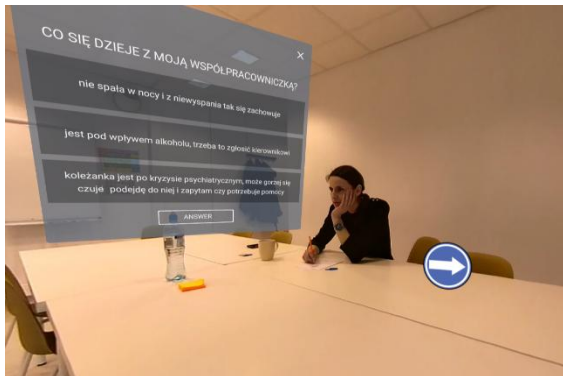 CO SIĘ DZIEJE Z MOJĄ WSPÓŁPRACOWNICZKĄ?
nie spała w nocy i z niewyspania tak się zachowuje
jest pod wpływem alkoholu, trzeba to zgłosić kierownikowi
koleżanka jest po kryzysie psychiatrycznym, może gorzej się
czuje podejdę do niej i zapytam czy potrzebuje pomocy
ANSWER